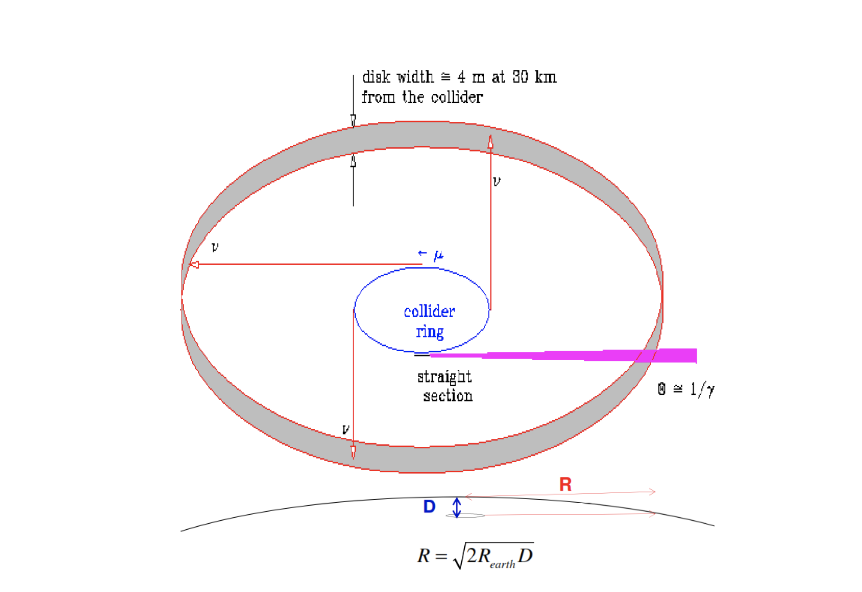 disk width ≅ 4 m at 30 km
from the collider
ν
ν
← μ
collider
ring
straight
section
Θ ≅ 1/γ
ν
R
D
R = √2R_earth D